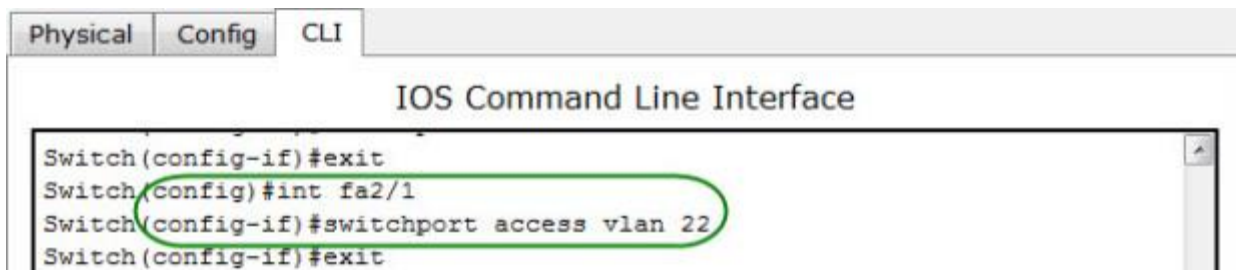 Physical Config CLI
IOS Command Line Interface
Switch(config-if)#exit
Switch(config)#int fa2/1
Switch(config-if)#switchport access vlan 22
Switch(config-if)#exit